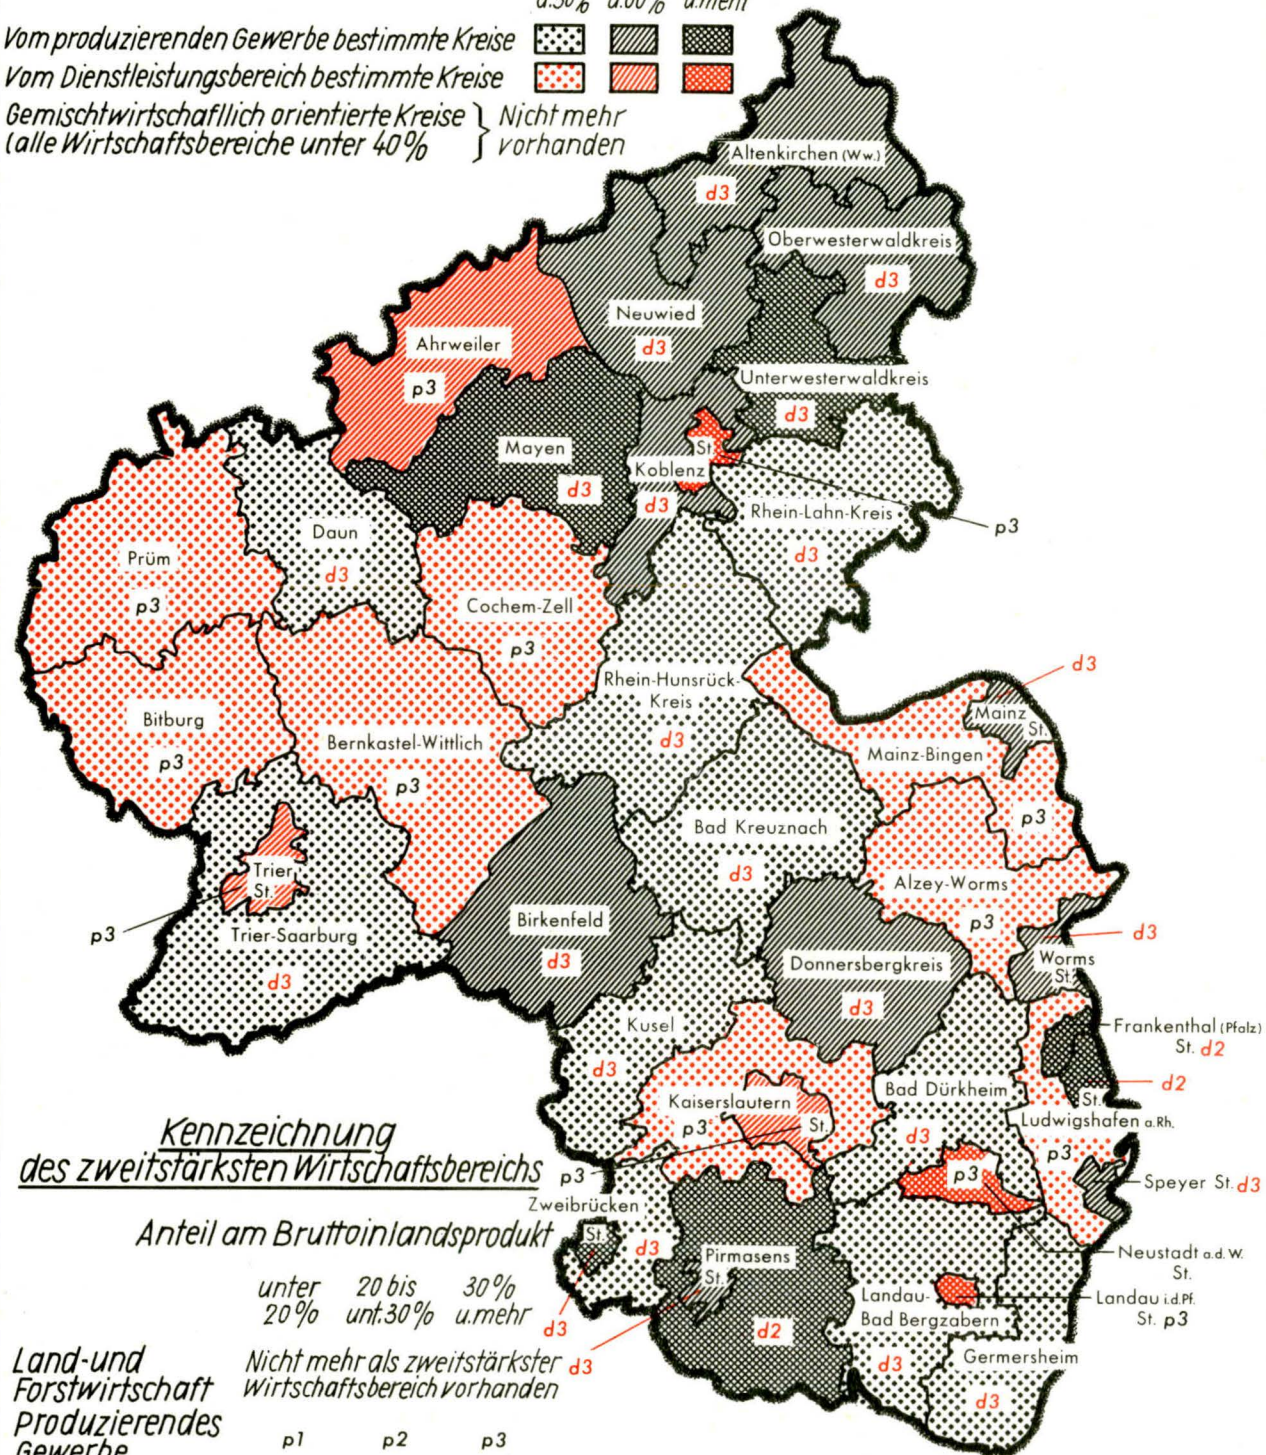 u.50% u.60% u.mehr
Vom produzierenden Gewerbe bestimmte Kreise
Vom Dienstleistungsbereich bestimmte Kreise
Gemischtwirtschafllich orientierte Kreise } Nicht mehr
(alle Wirtschaftsbereiche unter 40% vorhanden
Altenkirchen (Ww.)
d3
Oberwesterwaldkreis
d3
Neuwied
d3
Ahrweiler
p3
Unterwesterwaldkreis
d3
Mayen
d3
St.
Koblenz
d3
p3
Rhein-Lahn-Kreis
d3
Daun
d3
Prüm
p3
Cochem-Zell
p3
Rhein-Hunsrück-
Kreis
d3
Bitburg
p3
Bernkastel-Wittlich
p3
d3
Mainz
St.
Mainz-Bingen
p3
Bad Kreuznach
d3
Alzey-Worms
p3
Trier
St.
p3
Trier-Saarburg
d3
Birkenfeld
d3
Donnersbergkreis
d3
d3
Worms
St.
Kusel
d3
Frankenthal (Pfalz)
St. d2
d2
St.
Ludwigshafen a.Rh.
p3
Bad Dürkheim
d3
Kaiserslautern
p3
St.
p3
p3
Speyer St. d3
Neustadt a.d.W.
St.
Zweibrücken
St.
d3
d3
Pirmasens
St.
d2
d3
Landau-
Bad Bergzabern
d3
Landau i.d.Pf.
St. p3
Germersheim
d3
Kennzeichnung
des zweitstärksten Wirtschaftsbereichs
Anteil am Bruttoinlandsprodukt
unter 20 bis 30%
20% unt.30% u.mehr
Land-und Nicht mehr als zweitstärkster
Forstwirtschaft Wirtschaftsbereich vorhanden
Produzierendes
Gewerbe p1 p2 p3